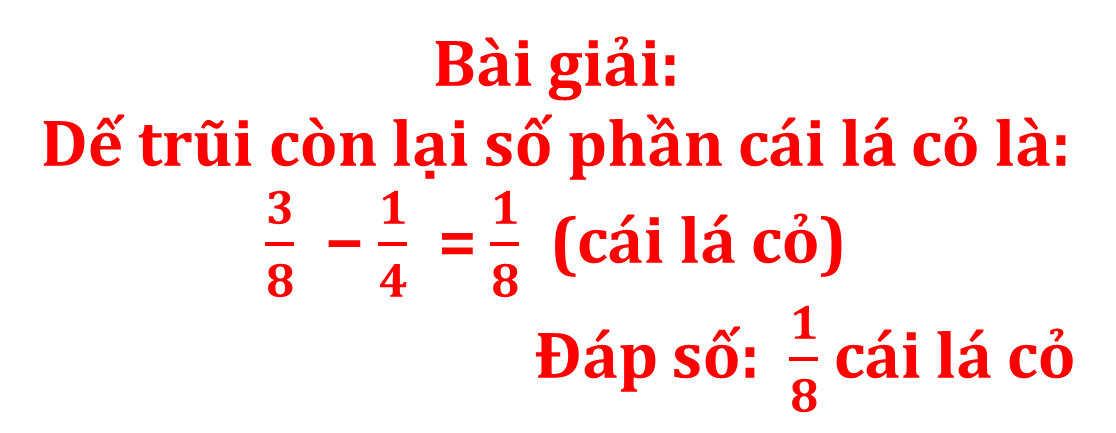 Bài giải:
Dế trũi còn lại số phần cái lá cỏ là:
3/8 – 1/4 = 1/8 (cái lá cỏ)
Đáp số: 1/8 cái lá cỏ